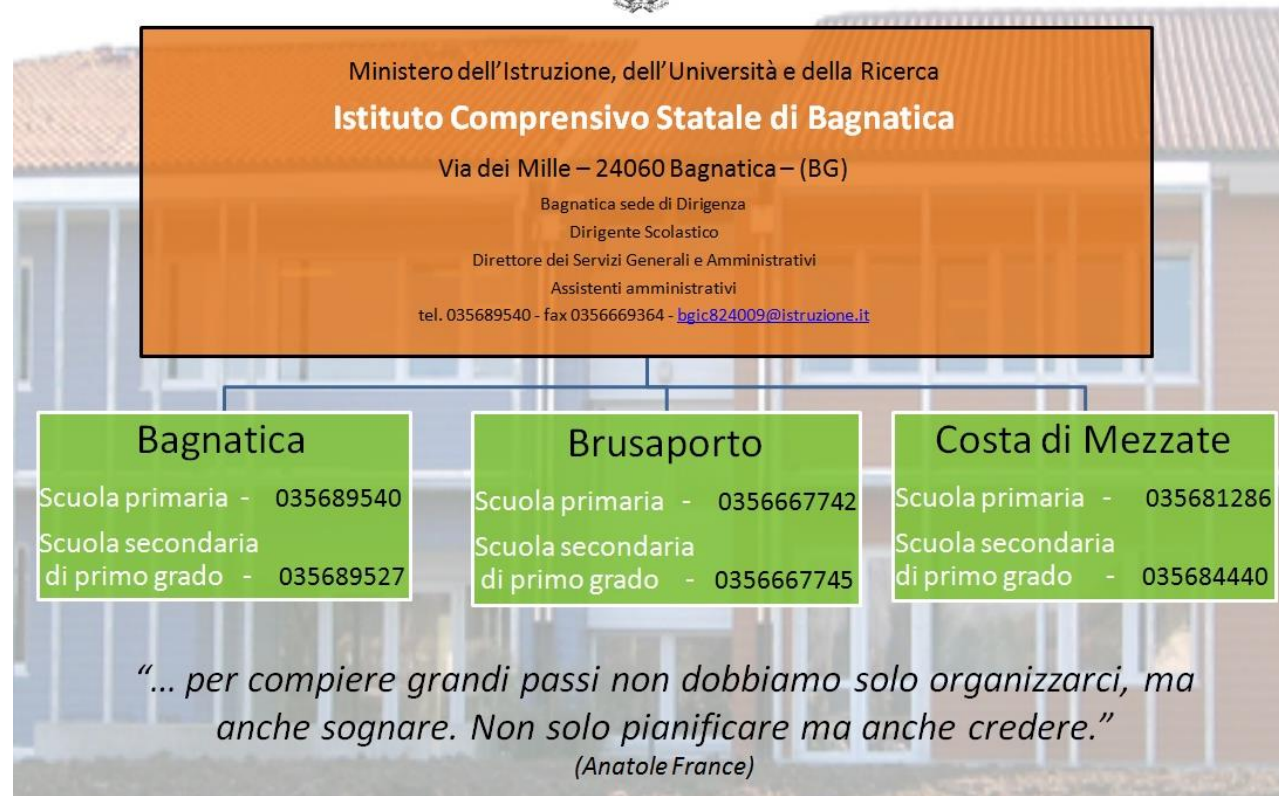 Ministero dell'Istruzione, dell'Università e della Ricerca
Istituto Comprensivo Statale di Bagnatica
Via dei Mille – 24060 Bagnatica – (BG)
Bagnatica sede di Dirigenza
Dirigente Scolastico
Direttore dei Servizi Generali e Amministrativi
Assistenti amministrativi
tel. 035689540 - fax 0356669364 - bgic824009@istruzione.it
Bagnatica
Scuola primaria - 035689540
Scuola secondaria
di primo grado - 035689527
Brusaporto
Scuola primaria - 0356667742
Scuola secondaria
di primo grado - 0356667745
Costa di Mezzate
Scuola primaria - 035681286
Scuola secondaria
di primo grado - 035684440
“… per compiere grandi passi non dobbiamo solo organizzarci, ma
anche sognare. Non solo pianificare ma anche credere.”
(Anatole France)